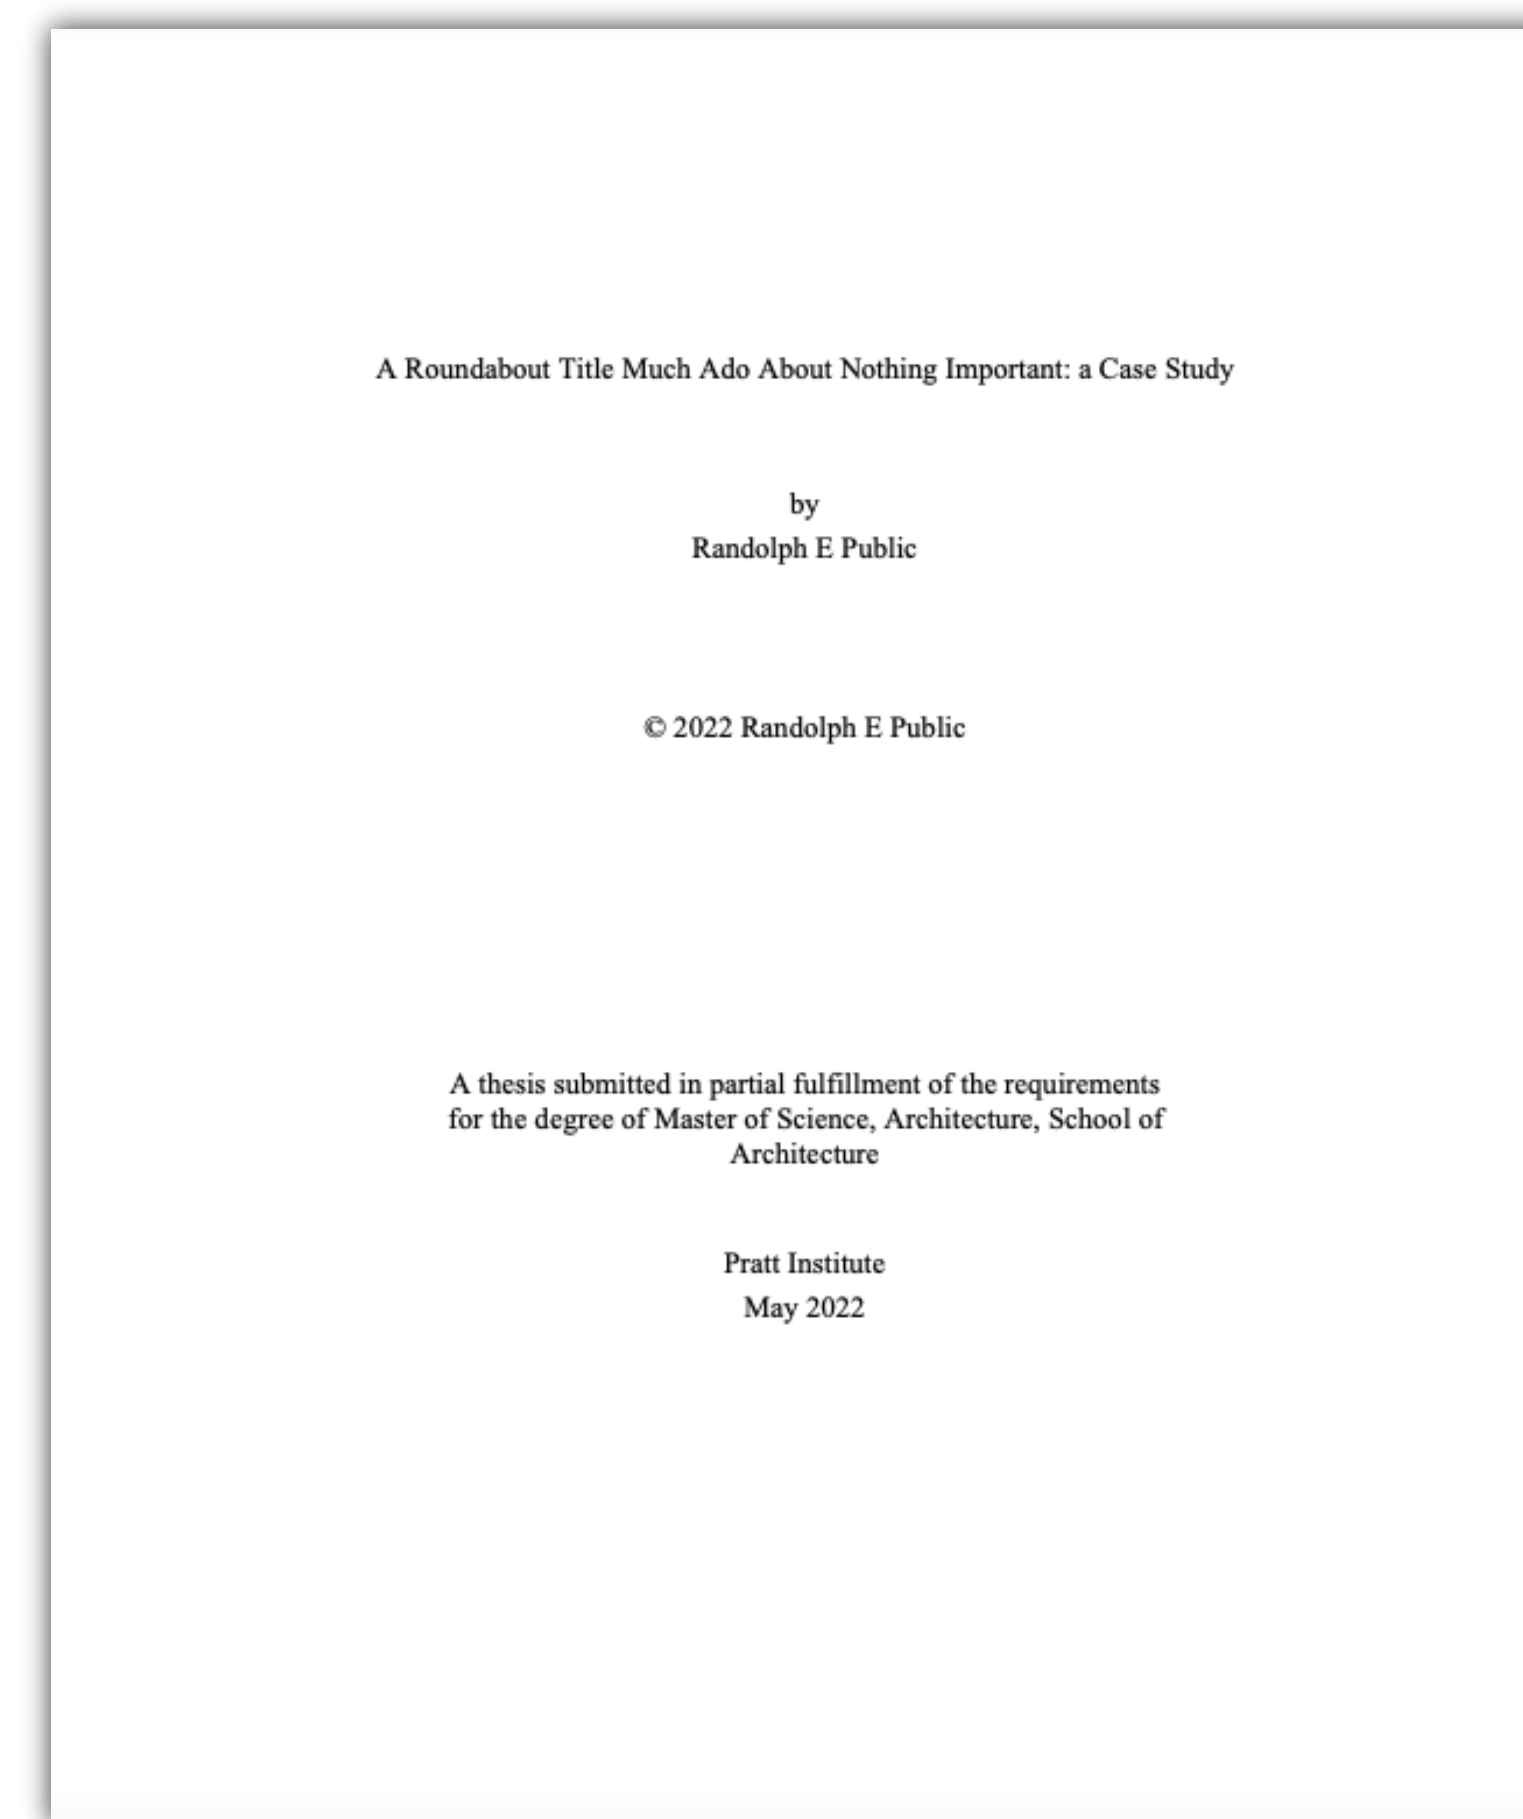 A Roundabout Title Much Ado About Nothing Important: a Case Study
by
Randolph E Public
© 2022 Randolph E Public
A thesis submitted in partial fulfillment of the requirements
for the degree of Master of Science, Architecture, School of
Architecture
Pratt Institute
May 2022